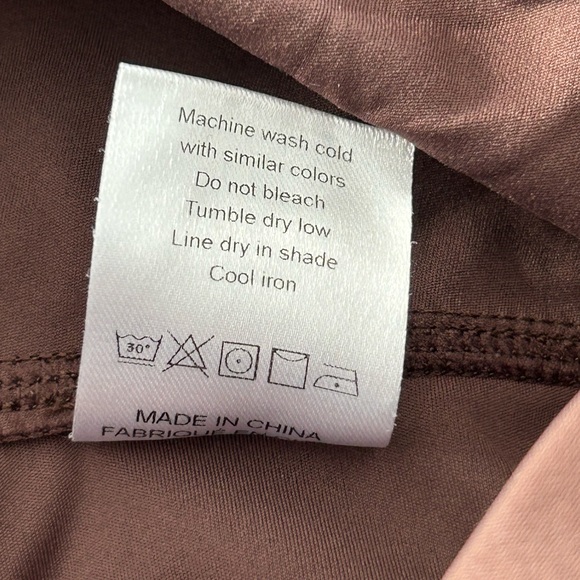 Machine wash cold
with similar colors
Do not bleach
Tumble dry low
Line dry in shade
Cool iron
30°
MADE IN CHINA
FABRIQUÉ